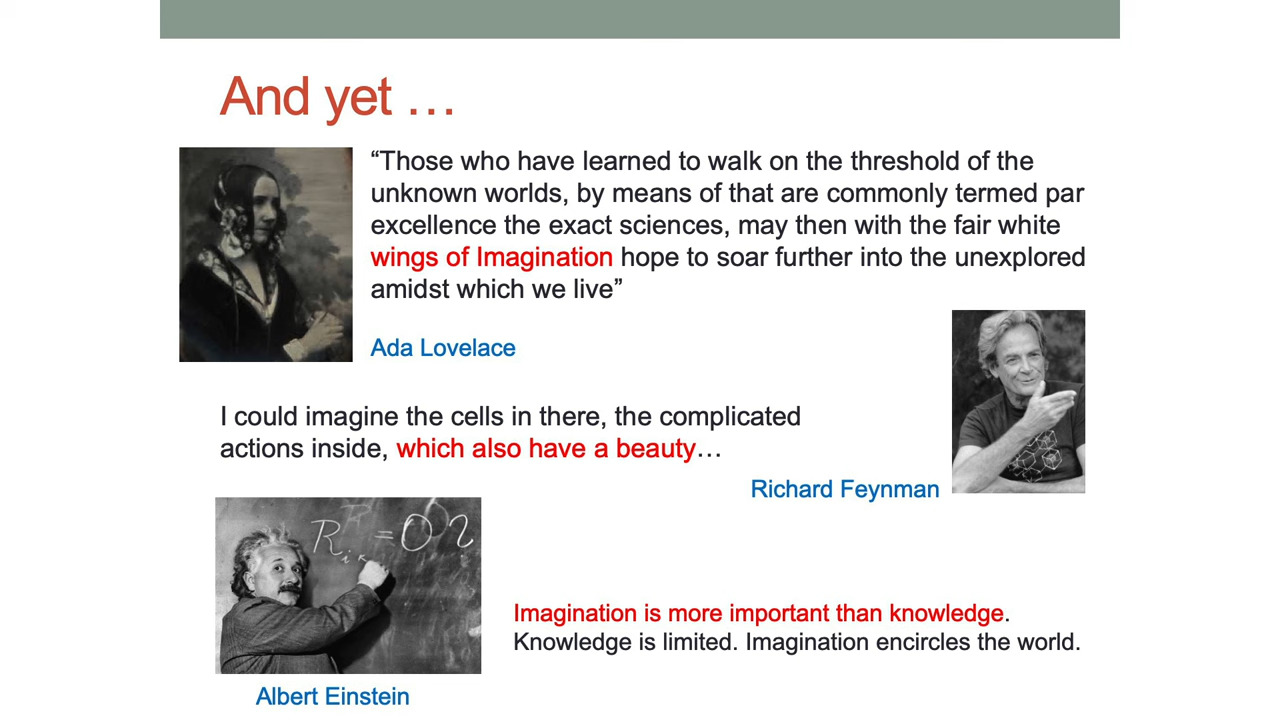 And yet …
“Those who have learned to walk on the threshold of the
unknown worlds, by means of that are commonly termed par
excellence the exact sciences, may then with the fair white
wings of Imagination hope to soar further into the unexplored
amidst which we live”
Ada Lovelace
I could imagine the cells in there, the complicated
actions inside, which also have a beauty…
Richard Feynman
R R
i κ = 0 ?
Imagination is more important than knowledge.
Knowledge is limited. Imagination encircles the world.
Albert Einstein